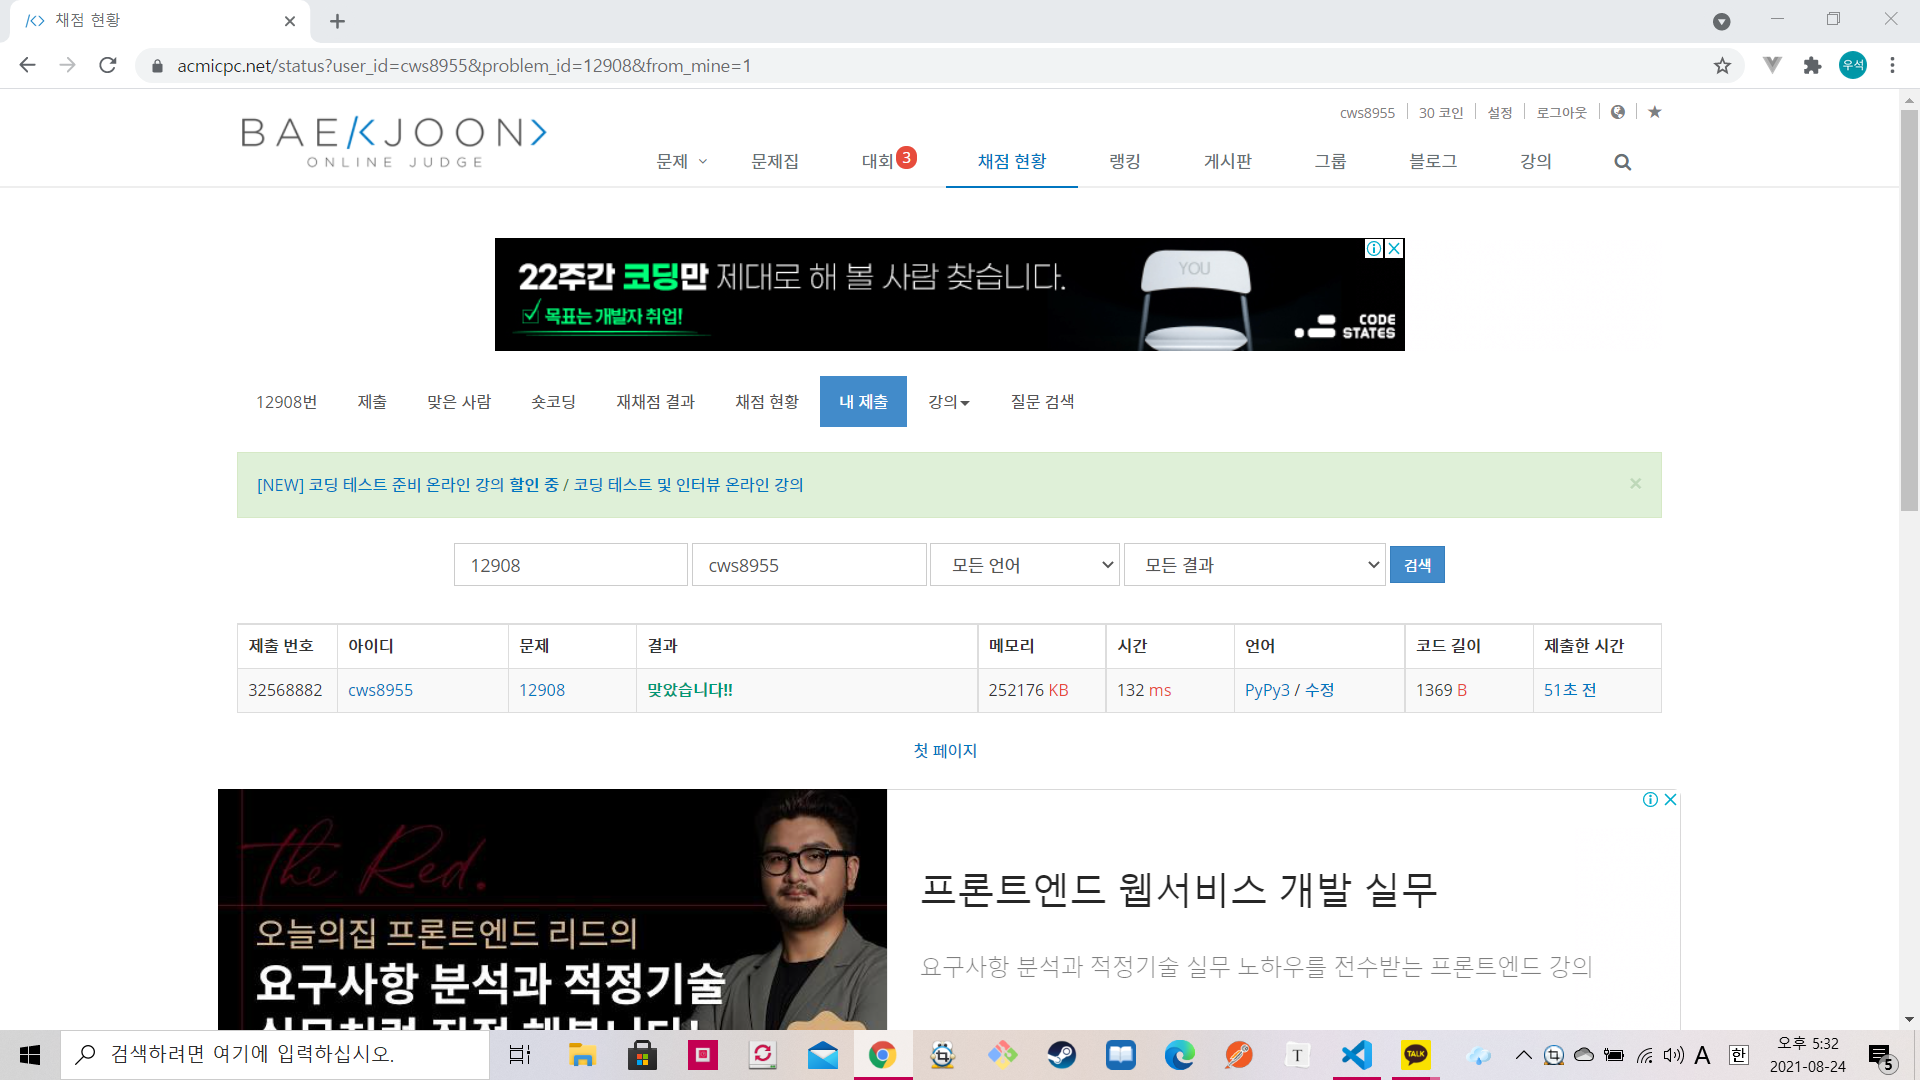 채점 현황
acmicpc.net/status?user_id=cws8955&problem_id=12908&from_mine=1
우석
cws8955 30 코인 설정 로그아웃
BAEKJOON
ONLINE JUDGE
문제 문제집 대회 3 채점 현황 랭킹 게시판 그룹 블로그 강의
22주간 코딩만 제대로 해 볼 사람 찾습니다.
목표는 개발자 취업!
YOU
CODE
STATES
12908번 제출 맞은 사람 숏코딩 재채점 결과 채점 현황 내 제출 강의 질문 검색
[NEW] 코딩 테스트 준비 온라인 강의 할인 중 / 코딩 테스트 및 인터뷰 온라인 강의
×
12908 cws8955 모든 언어 모든 결과 검색
제출 번호 아이디 문제 결과 메모리 시간 언어 코드 길이 제출한 시간
32568882 cws8955 12908 맞았습니다!! 252176 KB 132 ms PyPy3 / 수정 1369 B 51초 전
첫 페이지
The Red.
오늘의집 프론트엔드 리드의
요구사항 분석과 적정기술
프론트엔드 웹서비스 개발 실무
요구사항 분석과 적정기술 실무 노하우를 전수받는 프론트엔드 강의
검색하려면 여기에 입력하십시오.
T
TALK
A
한
오후 5:32
2021-08-24
5